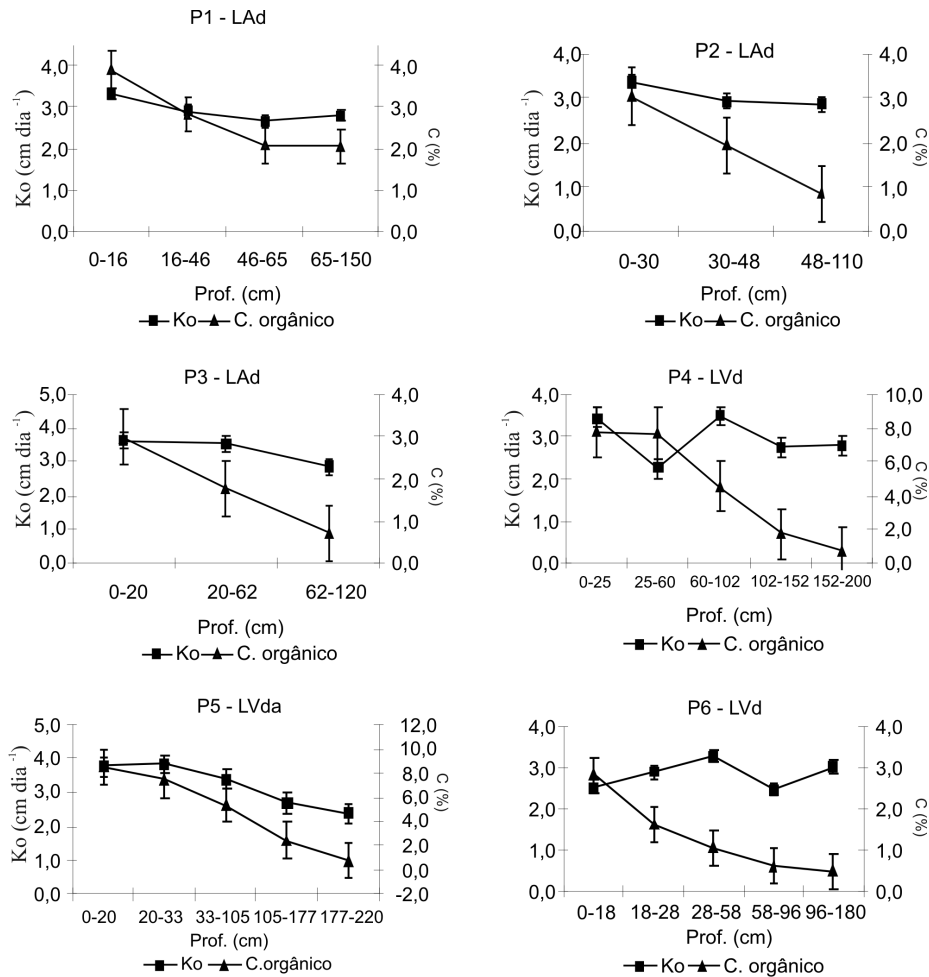 P1 - LAd
Ko (cm dia -1)
4,0
3,0
2,0
1,0
0,0
4,0
3,0
2,0
1,0
0,0
C (%)
0-16 16-46 46-65 65-150
Prof. (cm)
Ko C. orgânico
P2 - LAd
Ko (cm dia -1)
4,0
3,0
2,0
1,0
0,0
4,0
3,0
2,0
1,0
0,0
C (%)
0-30 30-48 48-110
Prof. (cm)
Ko C. orgânico
P3 - LAd
Ko (cm dia -1)
5,0
4,0
3,0
2,0
1,0
0,0
4,0
3,0
2,0
1,0
0,0
C (%)
0-20 20-62 62-120
Prof. (cm)
Ko C. orgânico
P4 - LVd
Ko (cm dia -1)
4,0
3,0
2,0
1,0
0,0
10,0
8,0
6,0
4,0
2,0
0,0
C (%)
0-25 25-60 60-102 102-152 152-200
Prof. (cm)
Ko C. orgânico
P5 - LVda
Ko (cm dia -1)
5,0
4,0
3,0
2,0
1,0
0,0
12,0
10,0
8,0
6,0
4,0
2,0
0,0
-2,0
C (%)
0-20 20-33 33-105 105-177 177-220
Prof. (cm)
Ko C.orgânico
P6 - LVd
Ko (cm dia -1)
4,0
3,0
2,0
1,0
0,0
4,0
3,0
2,0
1,0
0,0
C (%)
0-18 18-28 28-58 58-96 96-180
Prof. (cm)
Ko C. orgânico